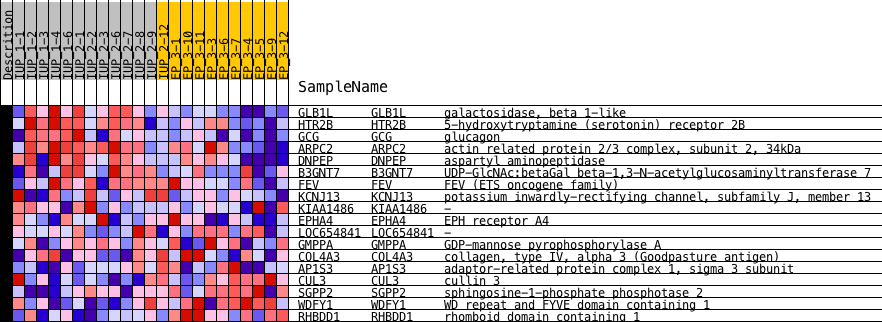 Descrition
IUP_1-1
IUP_1-2
IUP_1-3
IUP_1-4
IUP_1-6
IUP_2-1
IUP_2-2
IUP_2-3
IUP_2-6
IUP_2-7
IUP_2-8
IUP_2-9
IUP_2-12
EP_3-1
EP_3-10
EP_3-11
EP_3-3
EP_3-6
EP_3-7
EP_3-4
EP_3-5
EP_3-9
EP_3-12
SampleName
GLB1L GLB1L galactosidase, beta 1-like
HTR2B HTR2B 5-hydroxytryptamine (serotonin) receptor 2B
GCG GCG glucagon
ARPC2 ARPC2 actin related protein 2/3 complex, subunit 2, 34kDa
DNPEP DNPEP aspartyl aminopeptidase
B3GNT7 B3GNT7 UDP-GlcNAc:betaGal beta-1,3-N-acetylglucosaminyltransferase 7
FEV FEV FEV (ETS oncogene family)
KCNJ13 KCNJ13 potassium inwardly-rectifying channel, subfamily J, member 13
KIAA1486 KIAA1486 -
EPHA4 EPHA4 EPH receptor A4
LOC654841 LOC654841 -
GMPPA GMPPA GDP-mannose pyrophosphorylase A
COL4A3 COL4A3 collagen, type IV, alpha 3 (Goodpasture antigen)
AP1S3 AP1S3 adaptor-related protein complex 1, sigma 3 subunit
CUL3 CUL3 cullin 3
SGPP2 SGPP2 sphingosine-1-phosphate phosphotase 2
WDFY1 WDFY1 WD repeat and FYVE domain containing 1
RHBDD1 RHBDD1 rhomboid domain containing 1